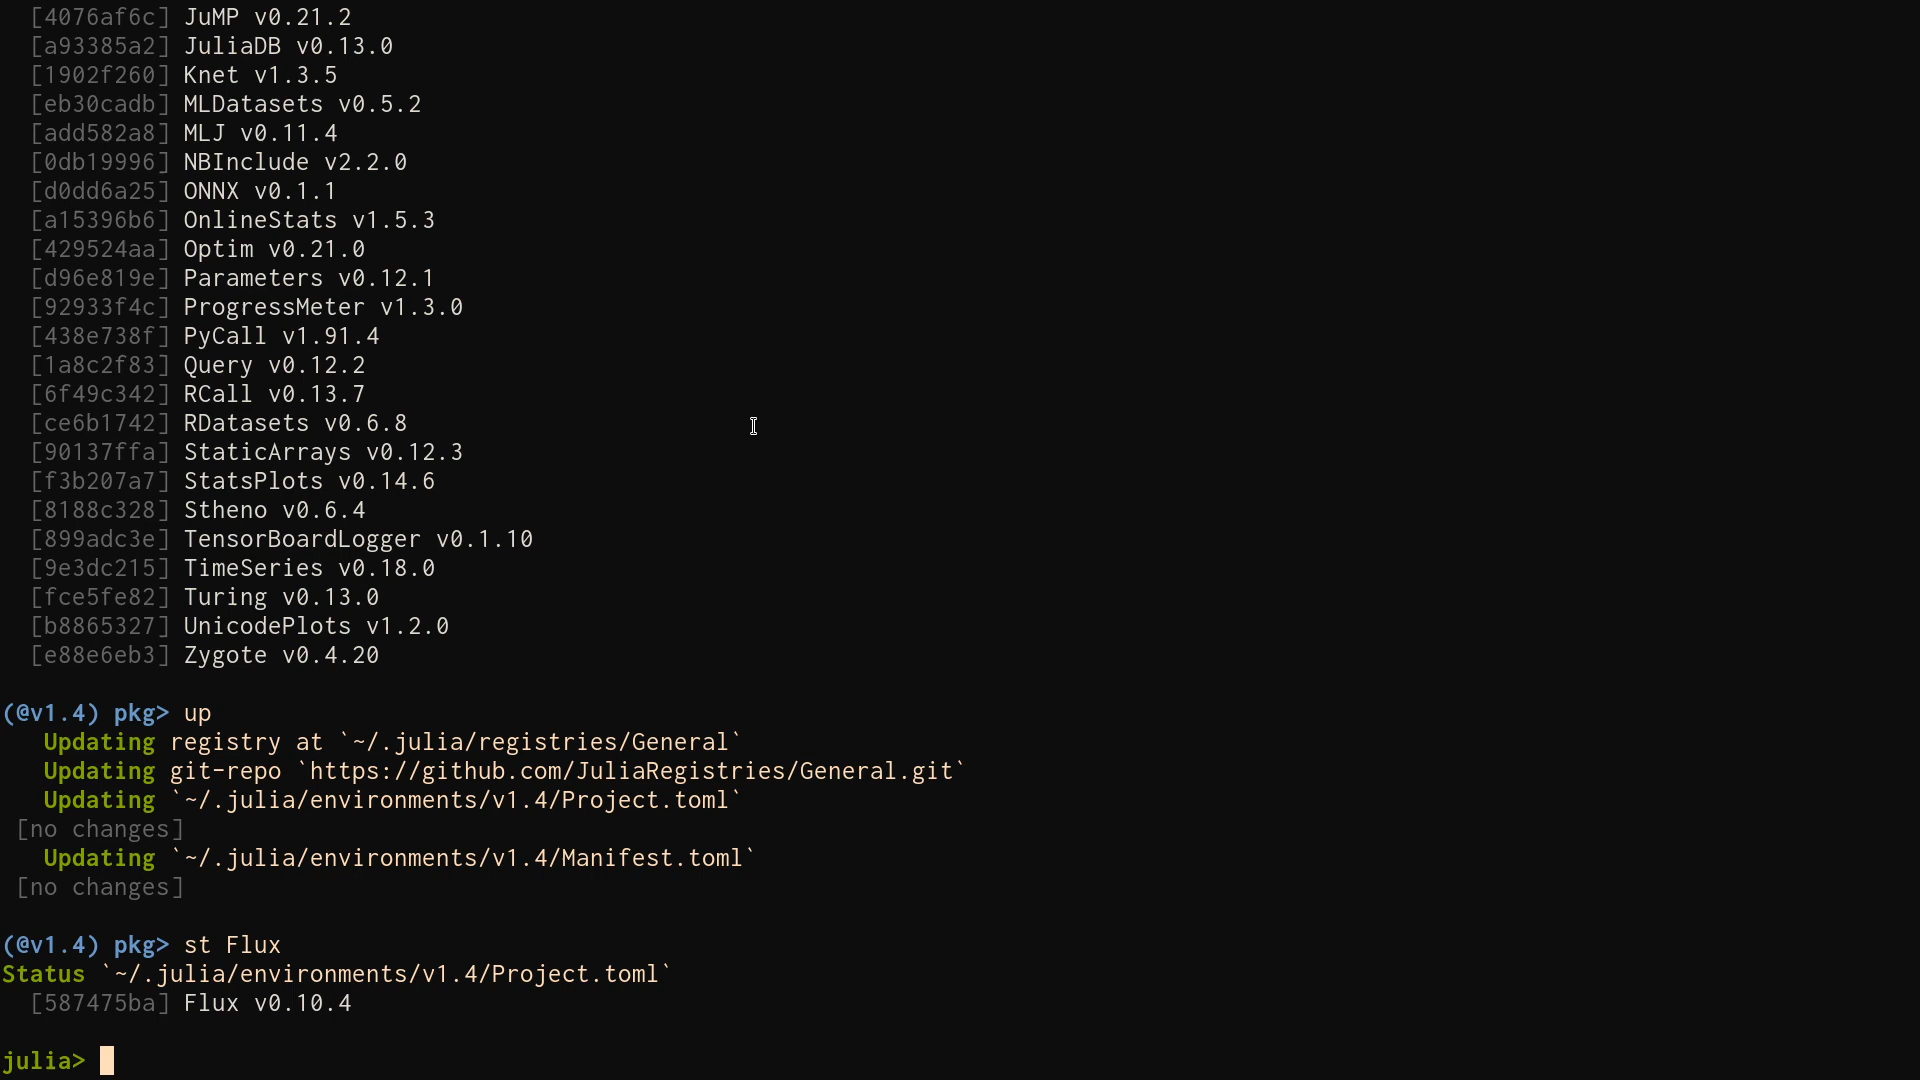 [4076af6c] JuMP v0.21.2
[a93385a2] JuliaDB v0.13.0
[1902f260] Knet v1.3.5
[eb30cadb] MLDatasets v0.5.2
[add582a8] MLJ v0.11.4
[0db19996] NBInclude v2.2.0
[d0dd6a25] ONNX v0.1.1
[a15396b6] OnlineStats v1.5.3
[429524aa] Optim v0.21.0
[d96e819e] Parameters v0.12.1
[92933f4c] ProgressMeter v1.3.0
[438e738f] PyCall v1.91.4
[1a8c2f83] Query v0.12.2
[6f49c342] RCall v0.13.7
[ce6b1742] RDatasets v0.6.8
[90137ffa] StaticArrays v0.12.3
[f3b207a7] StatsPlots v0.14.6
[8188c328] Stheno v0.6.4
[899adc3e] TensorBoardLogger v0.1.10
[9e3dc215] TimeSeries v0.18.0
[fce5fe82] Turing v0.13.0
[b8865327] UnicodePlots v1.2.0
[e88e6eb3] Zygote v0.4.20
(@v1.4) pkg> up
Updating registry at `~/.julia/registries/General`
Updating git-repo `https://github.com/JuliaRegistries/General.git`
Updating `~/.julia/environments/v1.4/Project.toml`
[no changes]
Updating `~/.julia/environments/v1.4/Manifest.toml`
[no changes]
(@v1.4) pkg> st Flux
Status `~/.julia/environments/v1.4/Project.toml`
[587475ba] Flux v0.10.4
julia>